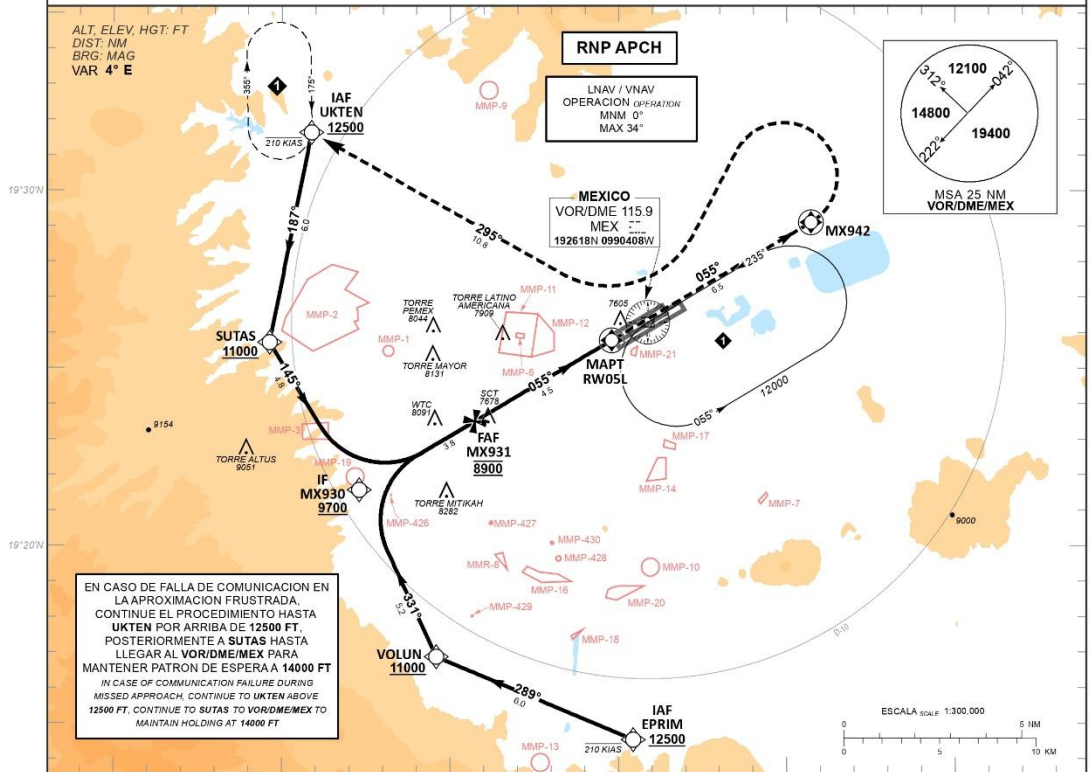 ALT, ELEV, HGT: FT
DIST: NM
BRG: MAG
VAR 4° E
355°
175°
1
IAF
UKTEN
12500
210 KIAS
MMP-9
RNP APCH
LNAV / VNAV
OPERACION OPERATION
MNM 0°
MAX 34°
312°
12100
042°
14800
19400
222°
MSA 25 NM
VOR/DME/MEX
19°30'
187°
6.0
295°
10.8
MEXICO
VOR/DME 115.9
MEX
192618N 0990408W
MX942
055°
235°
6.5
MMP-2
TORRE
PEMEX
8044
TORRE LATINO
AMERICANA
7909
MMP-11
MMP-12
7605
SUTAS
11000
MMP-1
TORRE MAYOR
8131
MMP-6
MAPT
RW05L
MMP-21
1
145°
4.8
055°
4.5
12000
055°
WTC
8091
SCT
7678
9154
MMP-3
3.8
FAF
MX931
8900
MMP-17
TORRE ALTUS
9051
MMP-19
IF
MX930
9700
TORRE MITIKAH
8282
MMP-14
MMP-7
MMP-426
MMP-427
9000
19°20'
MMP-430
MMP-428
MMR-8
MMP-10
MMP-16
MMP-20
331°
5.2
MMP-429
MMP-18
D-10
EN CASO DE FALLA DE COMUNICACION EN
LA APROXIMACION FRUSTRADA,
CONTINUE EL PROCEDIMIENTO HASTA
UKTEN POR ARRIBA DE 12500 FT,
POSTERIORMENTE A SUTAS HASTA
LLEGAR AL VOR/DME/MEX PARA
MANTENER PATRON DE ESPERA A 14000 FT
IN CASE OF COMMUNICATION FAILURE DURING
MISSED APPROACH, CONTINUE TO UKTEN ABOVE
12500 FT, CONTINUE TO SUTAS TO VOR/DME/MEX TO
MAINTAIN HOLDING AT 14000 FT
VOLUN
11000
289°
6.0
IAF
EPRIM
12500
210 KIAS
MMP-13
ESCALA SCALE 1:300,000
0
5 NM
0
5
10 KM